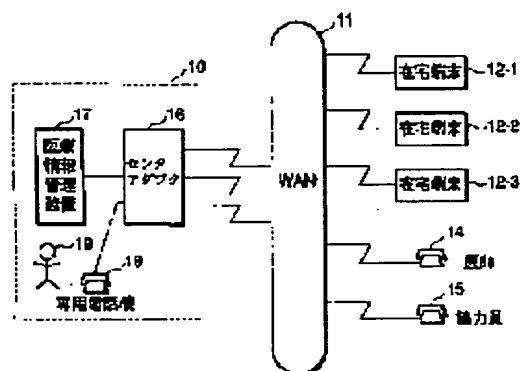 11
10
17
16
医療
情報
管理
装置
センタ
アダプタ
19
専用電話機
WAN
在宅端末
12-1
在宅端末
12-2
在宅端末
12-3
14
医師
15
協力員